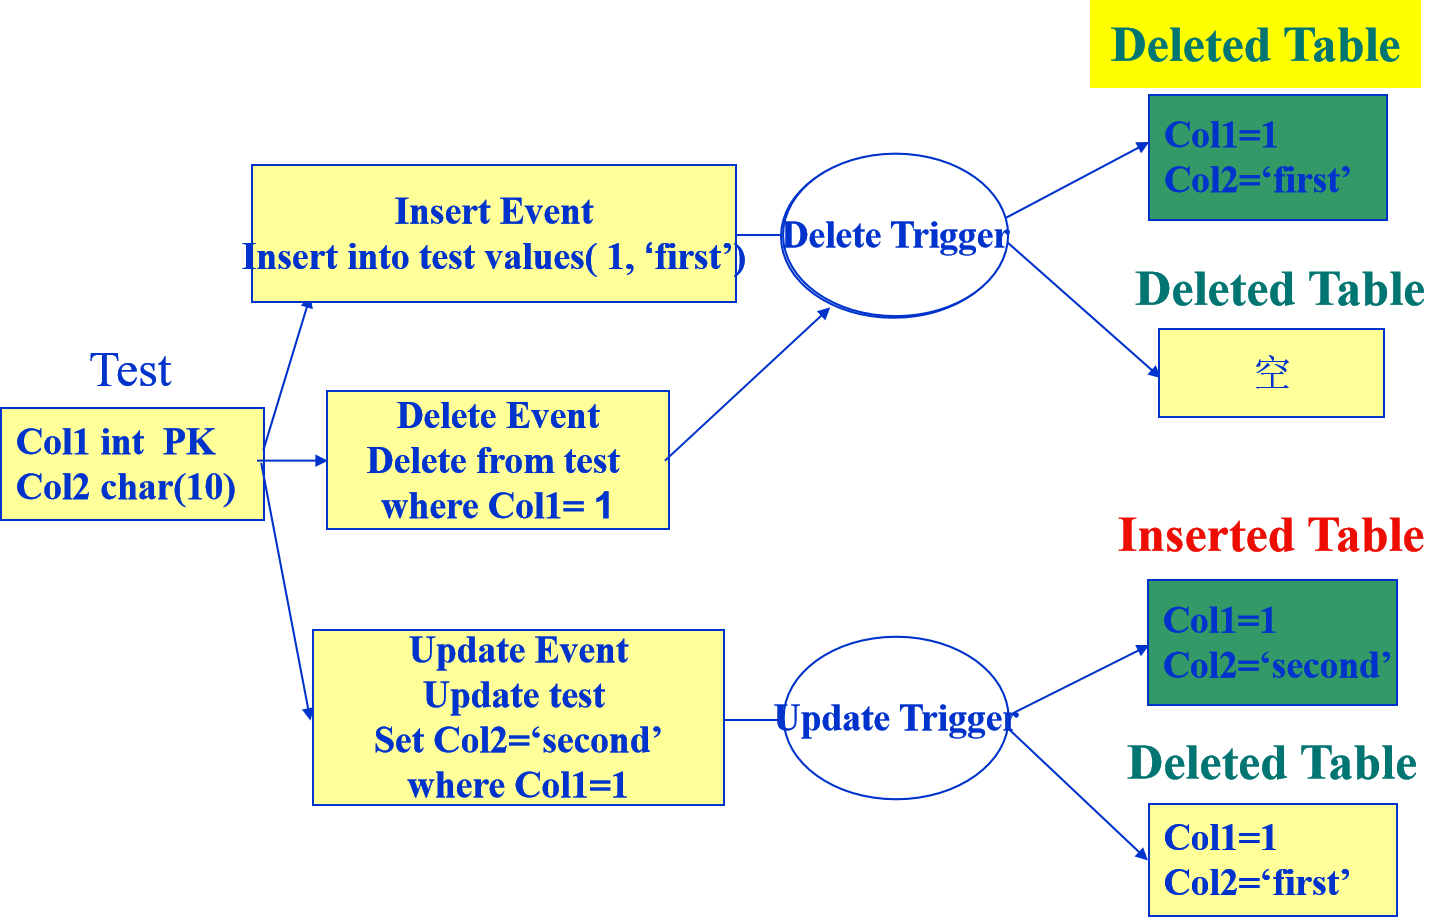 Deleted Table
Col1=1
Col2=‘first’
Insert Event
Insert into test values( 1, ‘first’)
Delete Trigger
Deleted Table
空
Test
Col1 int  PK
Col2 char(10)
Delete Event
Delete from test
where Col1= 1
Inserted Table
Col1=1
Col2=‘second’
Update Event
Update test
Set Col2=‘second’
where Col1=1
Update Trigger
Deleted Table
Col1=1
Col2=‘first’